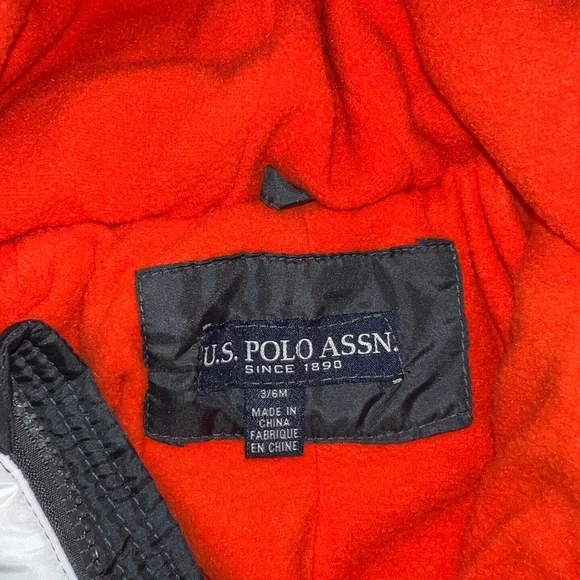 U.S. POLO ASSN.
SINCE 1890
3/6M
MADE IN
CHINA
FABRIQUE
EN CHINE